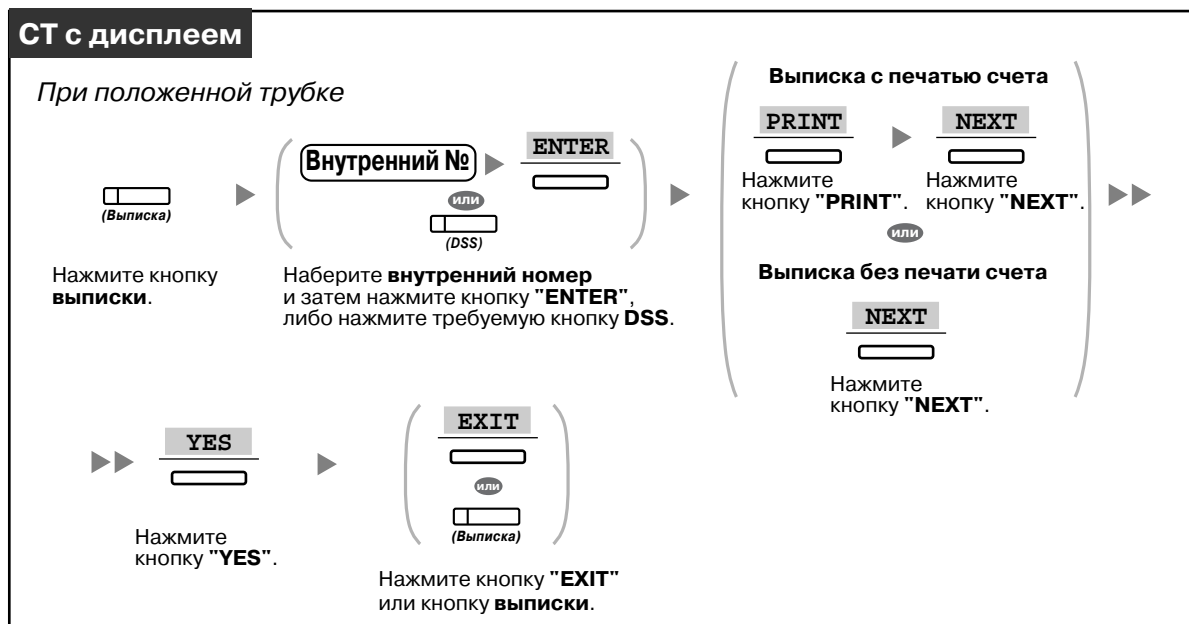 СТ с дисплеем
При положенной трубке
(Выписка)
Нажмите кнопку
выписки.
Внутренний №
ENTER
или
(DSS)
Наберите внутренний номер
и затем нажмите кнопку "ENTER",
либо нажмите требуемую кнопку DSS.
Выписка с печатью счета
PRINT
Нажмите
кнопку "PRINT".
NEXT
Нажмите
кнопку "NEXT".
или
Выписка без печати счета
NEXT
Нажмите
кнопку "NEXT".
YES
Нажмите
кнопку "YES".
EXIT
или
(Выписка)
Нажмите кнопку "EXIT"
или кнопку выписки.